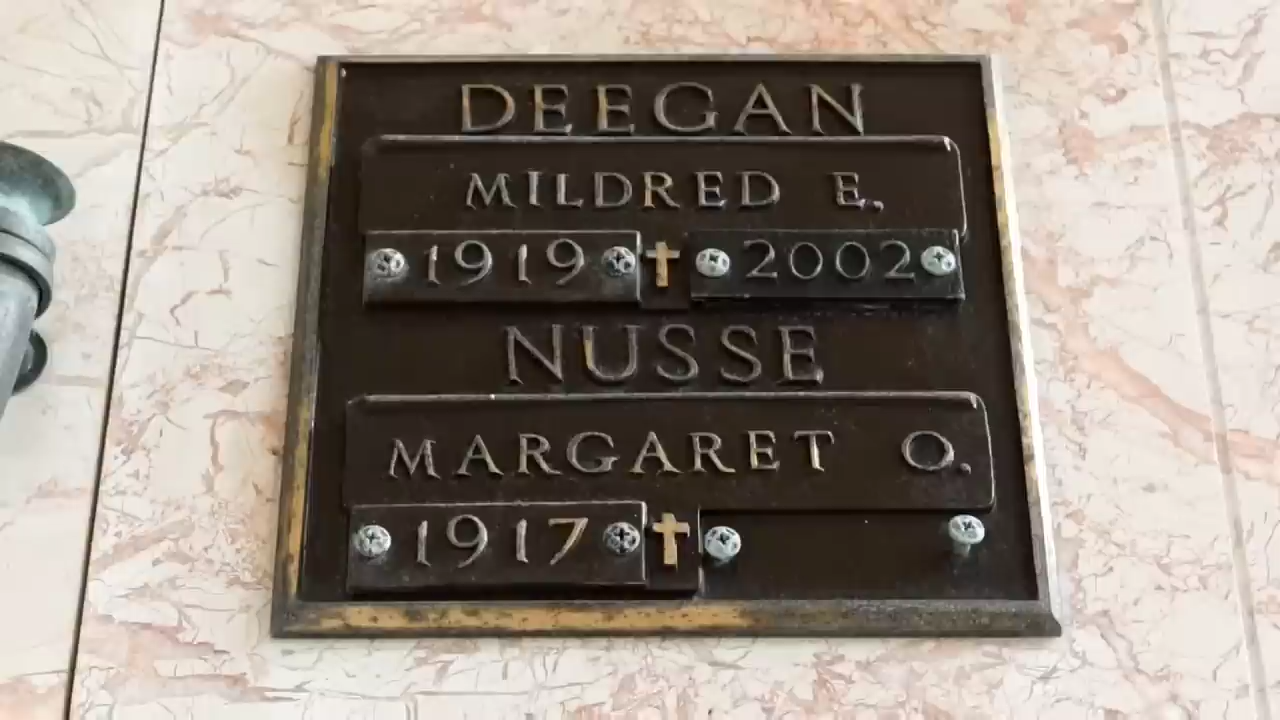 DEEGAN
MILDRED E.
1919 2002
NUSSE
MARGARET O.
1917